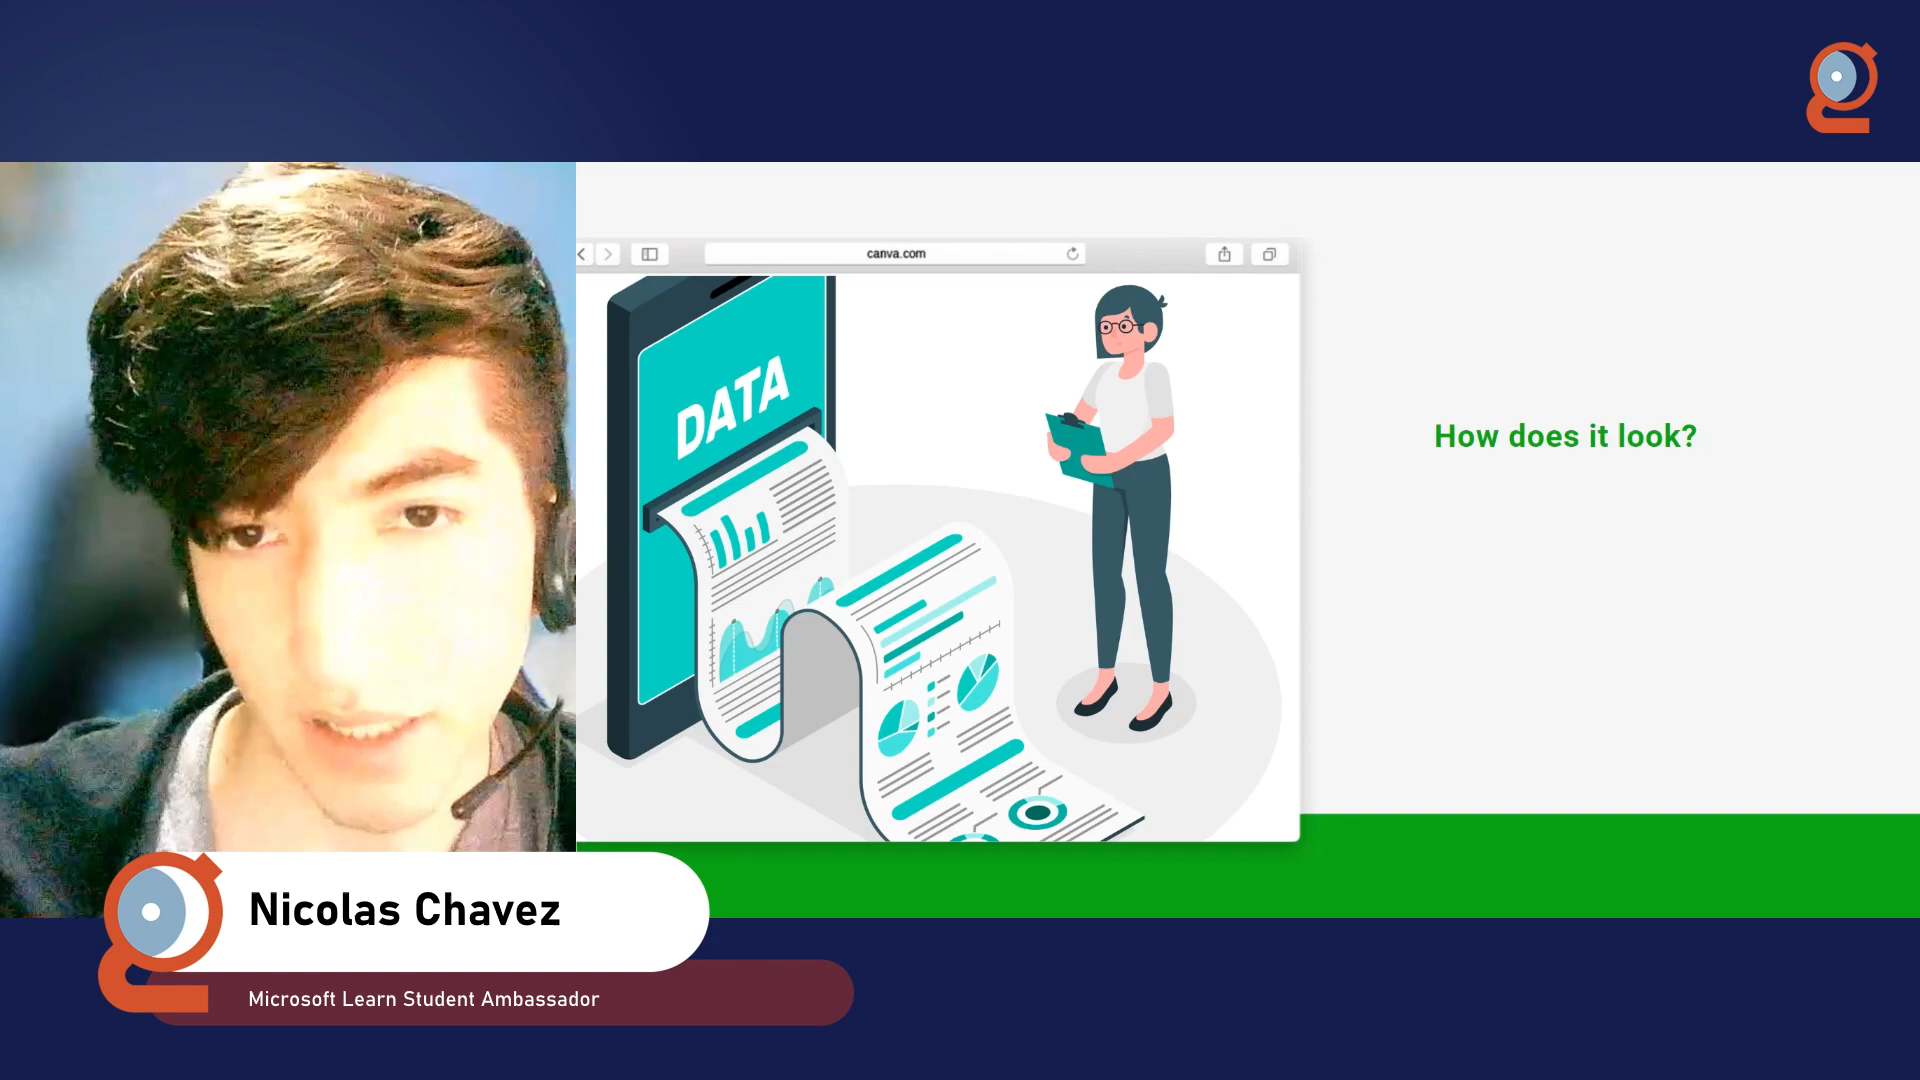 canva.com
DATA
How does it look?
Nicolas Chavez
Microsoft Learn Student Ambassador